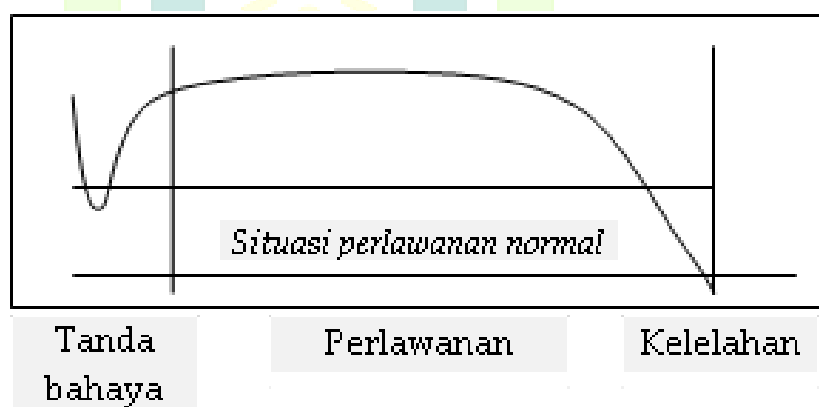 Situasi perlawanan normal
Tanda
bahaya
Perlawanan
Kelelahan